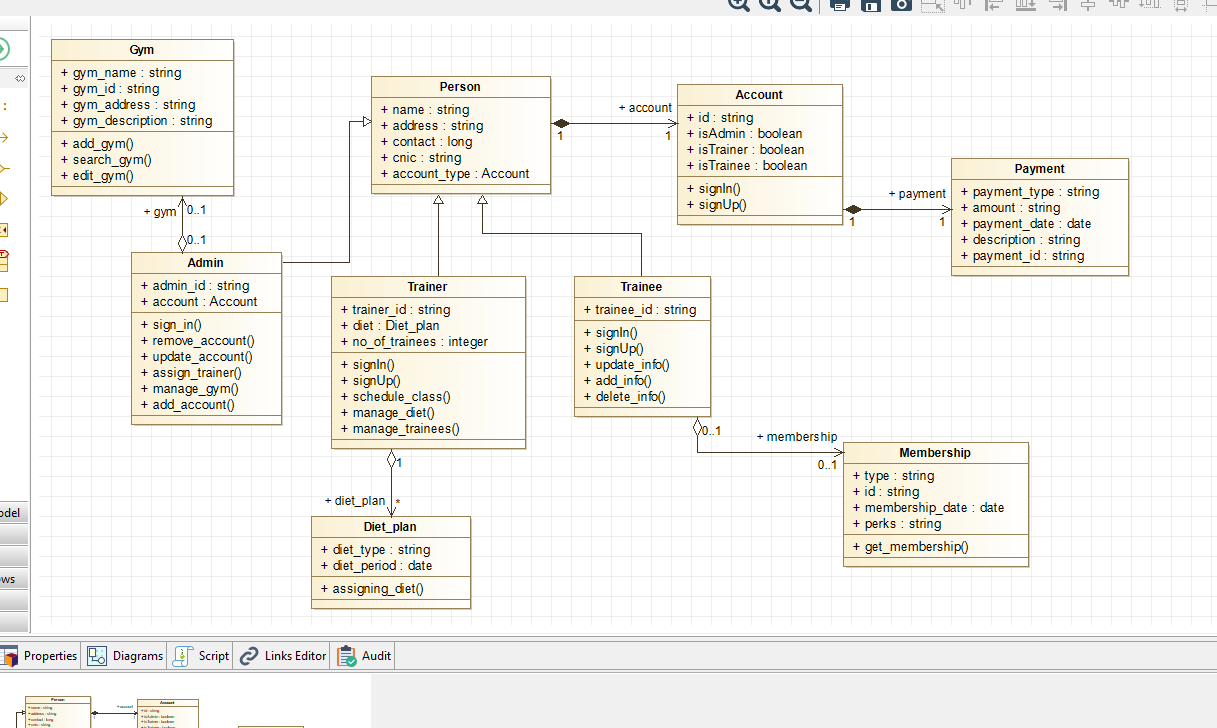 Gym
+ gym_name : string
+ gym_id : string
+ gym_address : string
+ gym_description : string
+ add_gym()
+ search_gym()
+ edit_gym()
Person
+ name : string
+ address : string
+ contact : long
+ cnic : string
+ account_type : Account
+ account
1
1
Account
+ id : string
+ isAdmin : boolean
+ isTrainer : boolean
+ isTrainee : boolean
+ signIn()
+ signUp()
+ payment
1
1
Payment
+ payment_type : string
+ amount : string
+ payment_date : date
+ description : string
+ payment_id : string
+ gym
0..1
0..1
Admin
+ admin_id : string
+ account : Account
+ sign_in()
+ remove_account()
+ update_account()
+ assign_trainer()
+ manage_gym()
+ add_account()
Trainer
+ trainer_id : string
+ diet : Diet_plan
+ no_of_trainees : integer
+ signIn()
+ signUp()
+ schedule_class()
+ manage_diet()
+ manage_trainees()
Trainee
+ trainee_id : string
+ signIn()
+ signUp()
+ update_info()
+ add_info()
+ delete_info()
0..1
+ membership
0..1
Membership
+ type : string
+ id : string
+ membership_date : date
+ perks : string
+ get_membership()
1
+ diet_plan
*
Diet_plan
+ diet_type : string
+ diet_period : date
+ assigning_diet()
odel
ows
Properties
Diagrams
Script
Links Editor
Audit
Person
Account